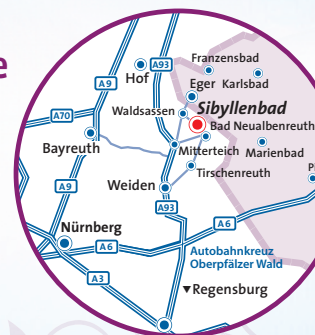 e
A93
Franzensbad
Hof
A9
Eger Karlsbad
Sibyllenbad
Waldsassen
A70
Bad Neualbenreuth
Bayreuth
Mitterteich
Marienbad
Tirschenreuth
A9
Weiden
A93
Nürnberg
A6
A6
Autobahnkreuz
Oberpfälzer Wald
A3
▼Regensburg